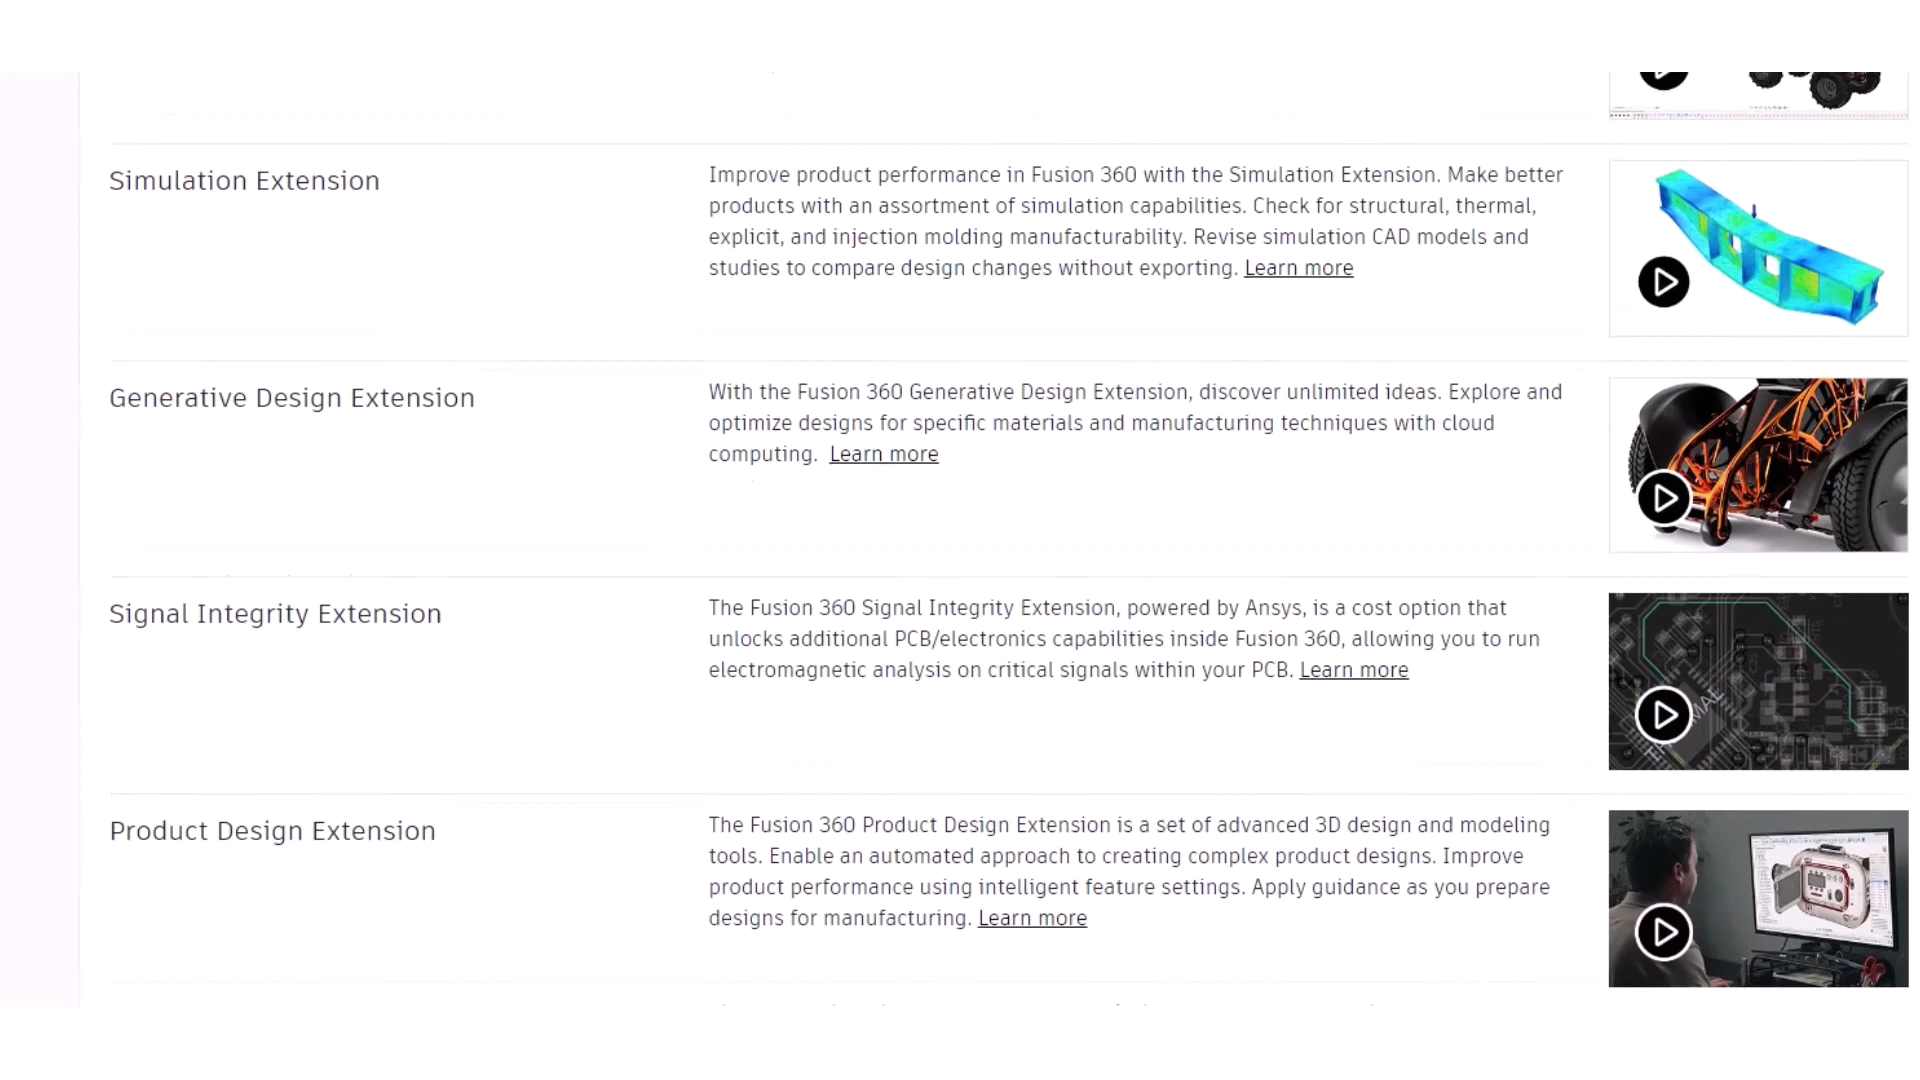 Simulation Extension
Improve product performance in Fusion 360 with the Simulation Extension. Make better
products with an assortment of simulation capabilities. Check for structural, thermal,
explicit, and injection molding manufacturability. Revise simulation CAD models and
studies to compare design changes without exporting. Learn more
Generative Design Extension
With the Fusion 360 Generative Design Extension, discover unlimited ideas. Explore and
optimize designs for specific materials and manufacturing techniques with cloud
computing. Learn more
Signal Integrity Extension
The Fusion 360 Signal Integrity Extension, powered by Ansys, is a cost option that
unlocks additional PCB/electronics capabilities inside Fusion 360, allowing you to run
electromagnetic analysis on critical signals within your PCB. Learn more
Product Design Extension
The Fusion 360 Product Design Extension is a set of advanced 3D design and modeling
tools. Enable an automated approach to creating complex product designs. Improve
product performance using intelligent feature settings. Apply guidance as you prepare
designs for manufacturing. Learn more